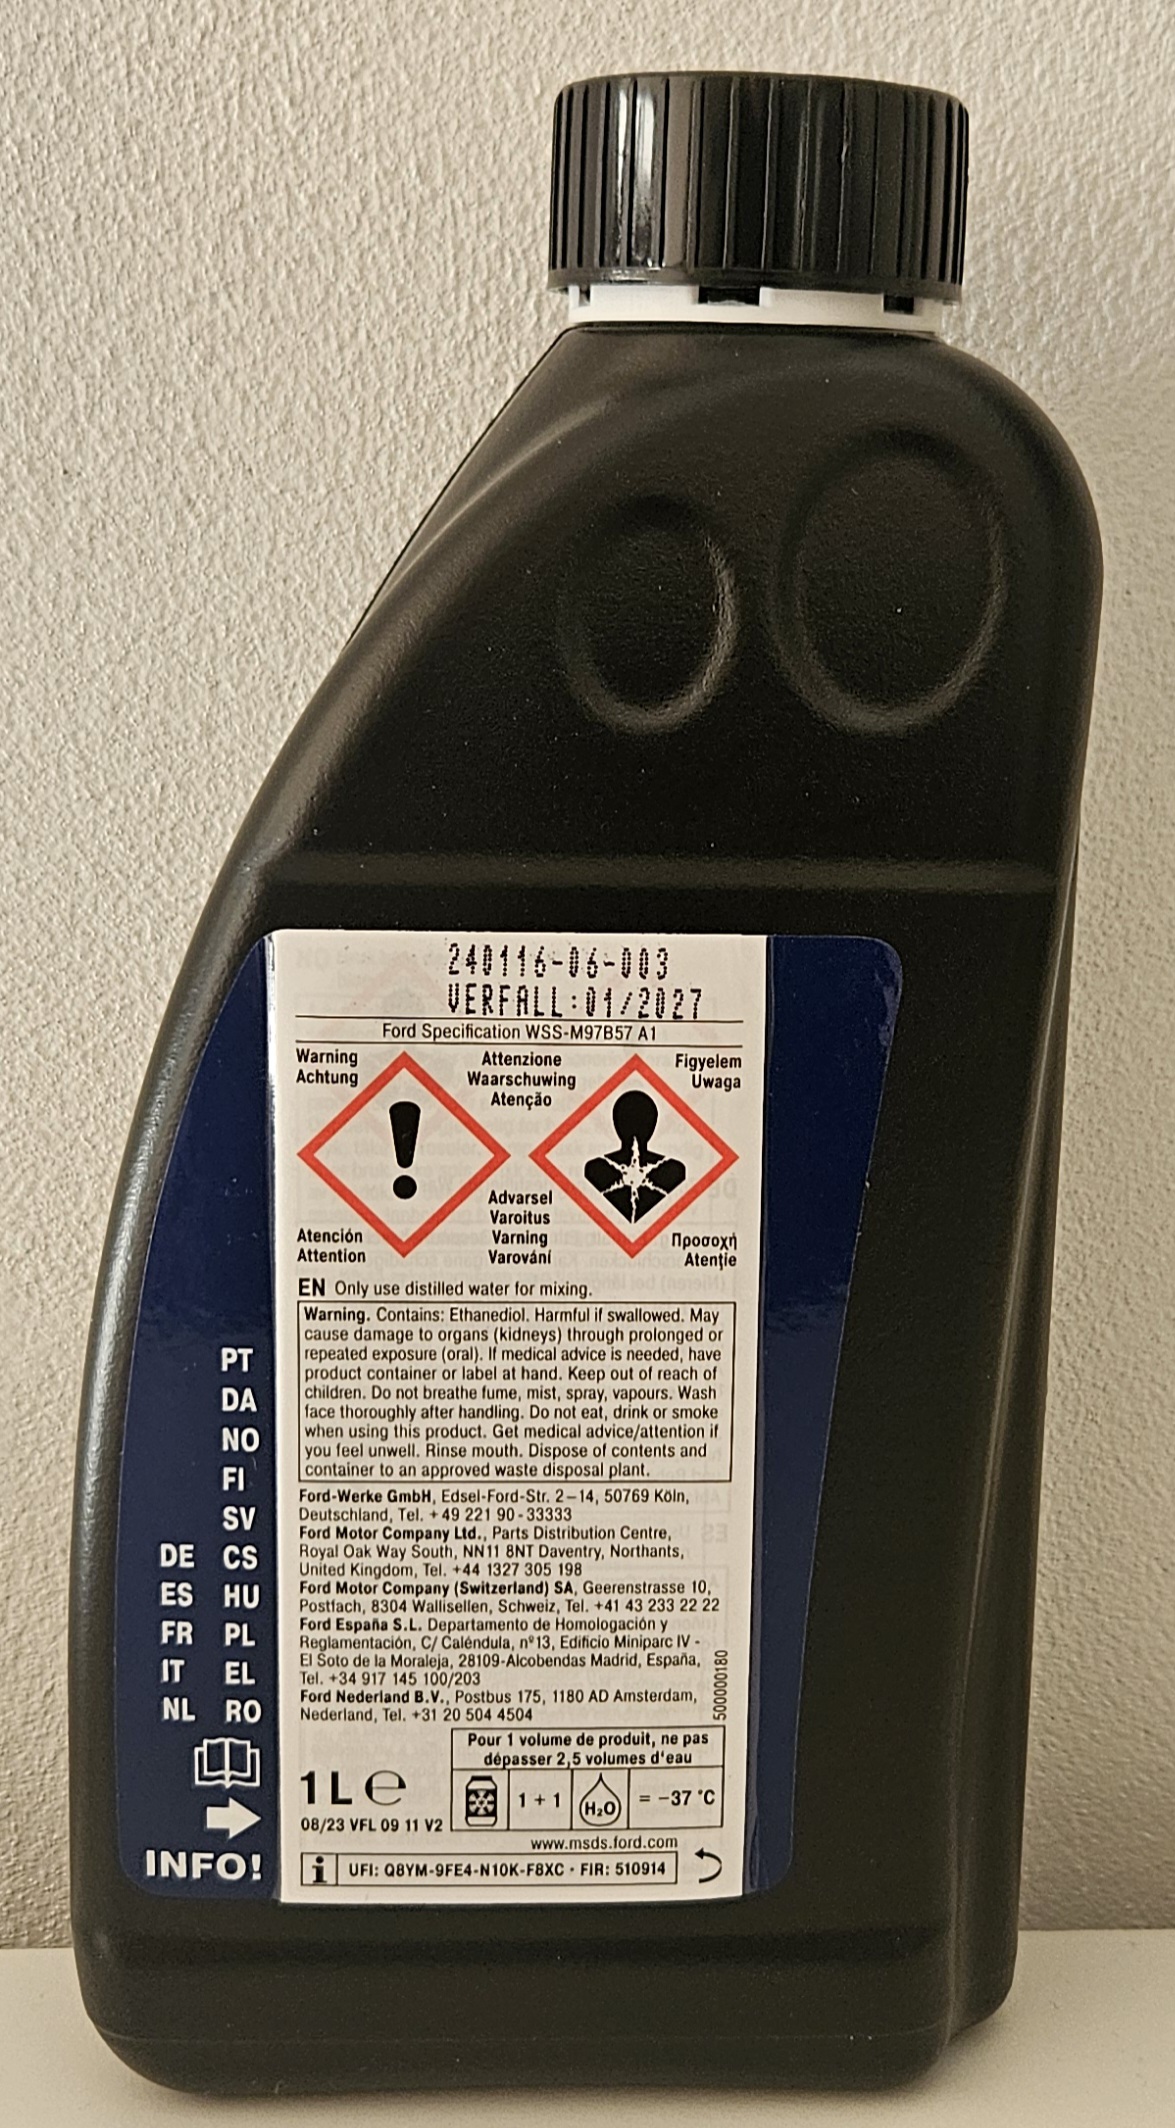 240116-06-003
VERFALL:01/2027
Ford Specification WSS-M97B57 A1
Warning
Achtung
Attenzione
Waarschuwing
Atenção
Figyelem
Uwaga
Advarsel
Varoitus
Varning
Varování
Atención
Attention
Προσοχή
Atenţie
EN Only use distilled water for mixing.
Warning. Contains: Ethanediol. Harmful if swallowed. May
cause damage to organs (kidneys) through prolonged or
repeated exposure (oral). If medical advice is needed, have
product container or label at hand. Keep out of reach of
children. Do not breathe fume, mist, spray, vapours. Wash
face thoroughly after handling. Do not eat, drink or smoke
when using this product. Get medical advice/attention if
you feel unwell. Rinse mouth. Dispose of contents and
container to an approved waste disposal plant.
Ford-Werke GmbH, Edsel-Ford-Str. 2–14, 50769 Köln,
Deutschland, Tel. +49 221 90-33333
Ford Motor Company Ltd., Parts Distribution Centre,
Royal Oak Way South, NN11 8NT Daventry, Northants,
United Kingdom, Tel. +44 1327 305 198
Ford Motor Company (Switzerland) SA, Geerenstrasse 10,
Postfach, 8304 Wallisellen, Schweiz, Tel. +41 43 233 22 22
Ford España S.L. Departamento de Homologación y
Reglamentación, C/ Caléndula, nº13, Edificio Miniparc IV -
El Soto de la Moraleja, 28109-Alcobendas Madrid, España,
Tel. +34 917 145 100/203
Ford Nederland B.V., Postbus 175, 1180 AD Amsterdam,
Nederland, Tel. +31 20 504 4504
500000180
Pour 1 volume de produit, ne pas
dépasser 2,5 volumes d'eau
1 + 1 H₂O = −37 °C
1 L ℮
08/23 VFL 09 11 V2
www.msds.ford.com
i UFI: Q8YM-9FE4-N10K-F8XC · FIR: 510914
PT
DA
NO
FI
SV
DE CS
ES HU
FR PL
IT EL
NL RO
INFO!